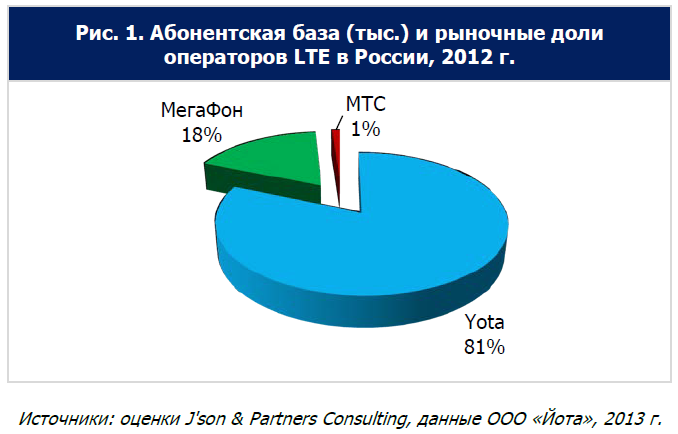 Рис. 1. Абонентская база (тыс.) и рыночные доли
операторов LTE в России, 2012 г.
МегаФон
18%
МТС
1%
Yota
81%
Источники: оценки J'son & Partners Consulting, данные ООО «Йота», 2013 г.